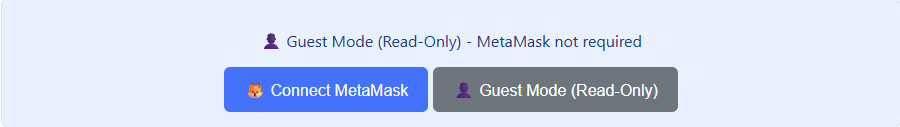 Guest Mode (Read-Only) - MetaMask not required
Connect MetaMask
Guest Mode (Read-Only)